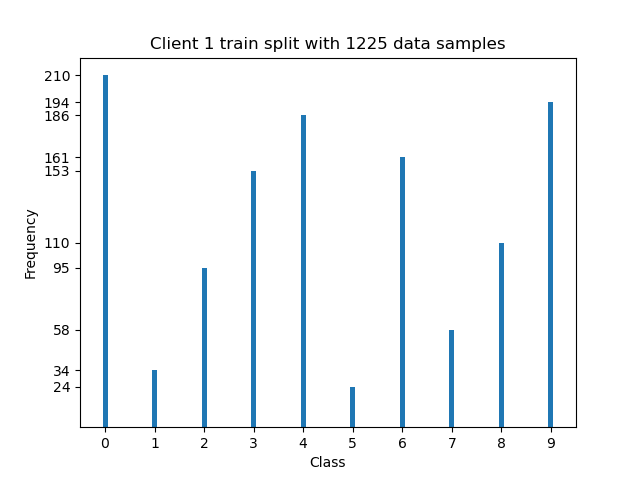 Client 1 train split with 1225 data samples
210
194
186
161
153
110
95
58
34
24
Frequency
0 1 2 3 4 5 6 7 8 9
Class